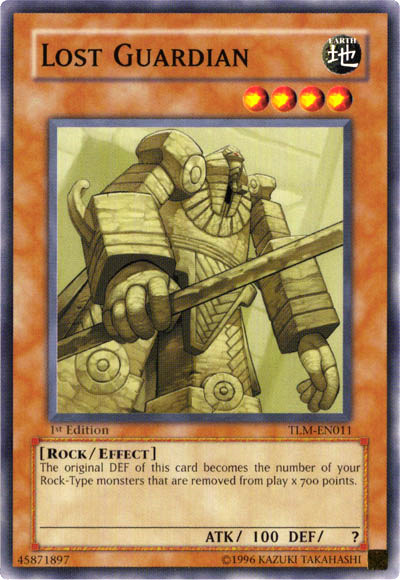 LOST GUARDIAN
EARTH
地
1st Edition
TLM-EN011
[ROCK/EFFECT]
The original DEF of this card becomes the number of your
Rock-Type monsters that are removed from play x 700 points.
ATK/ 100 DEF/ ?
45871897
©1996 KAZUKI TAKAHASHI